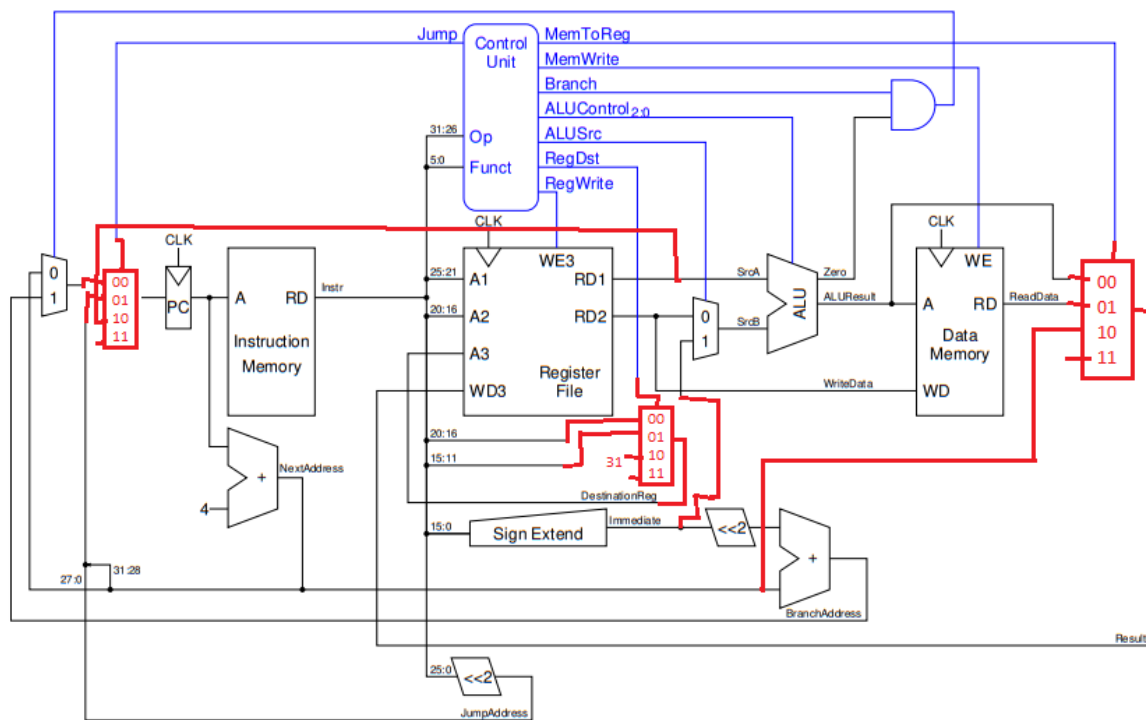 Jump
Control
Unit
MemToReg
MemWrite
Branch
ALUControl2:0
ALUSrc
RegDst
RegWrite
31:26
Op
5:0
Funct
CLK
CLK
CLK
0
1
00
01
10
11
PC
A
RD
Instruction
Memory
Instr
25:21
A1
20:16
A2
A3
WD3
WE3
RD1
RD2
Register
File
0
1
SrcA
SrcB
ALU
Zero
ALUResult
WriteData
WE
A
RD
Data
Memory
WD
ReadData
00
01
10
11
20:16
15:11
00
01
31
10
11
DestinationReg
+
4
NextAddress
15:0
Sign Extend
Immediate
<<2
+
BranchAddress
27:0
31:28
Result
25:0
<<2
JumpAddress